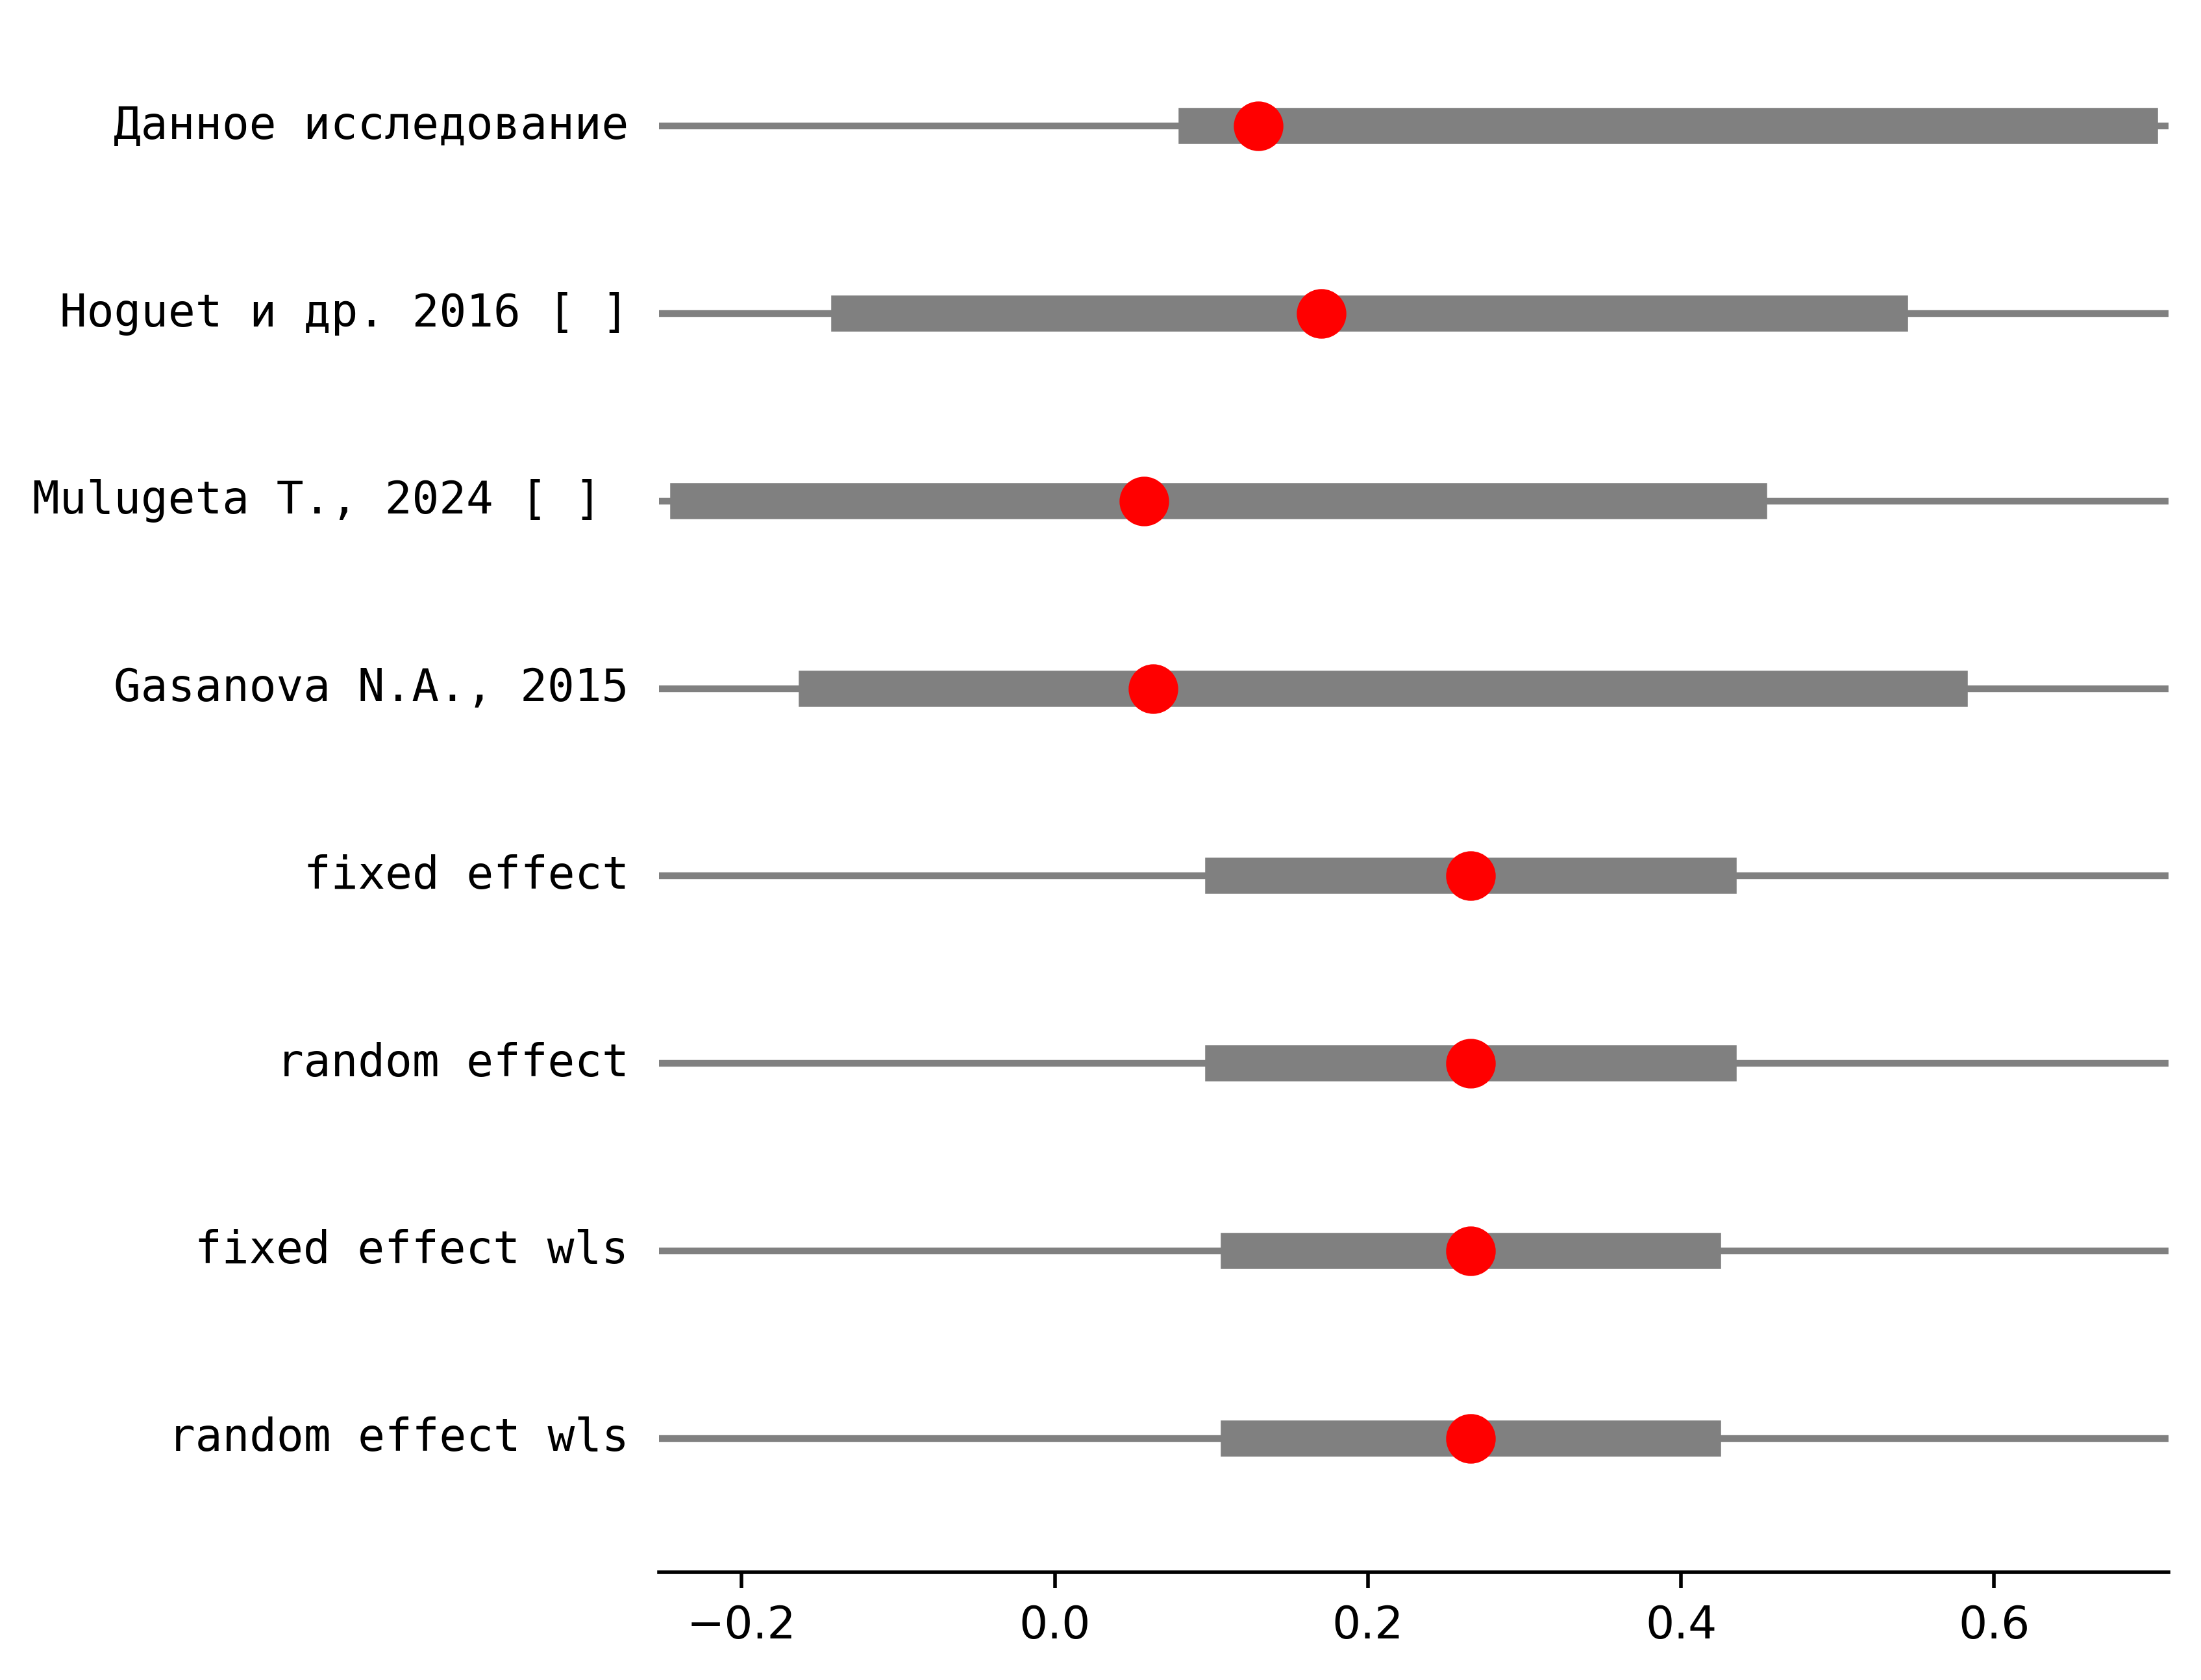 Данное исследование
Hoguet и др. 2016 [ ]
Mulugeta T., 2024 [ ]
Gasanova N.A., 2015
fixed effect
random effect
fixed effect wls
random effect wls
−0.2 0.0 0.2 0.4 0.6